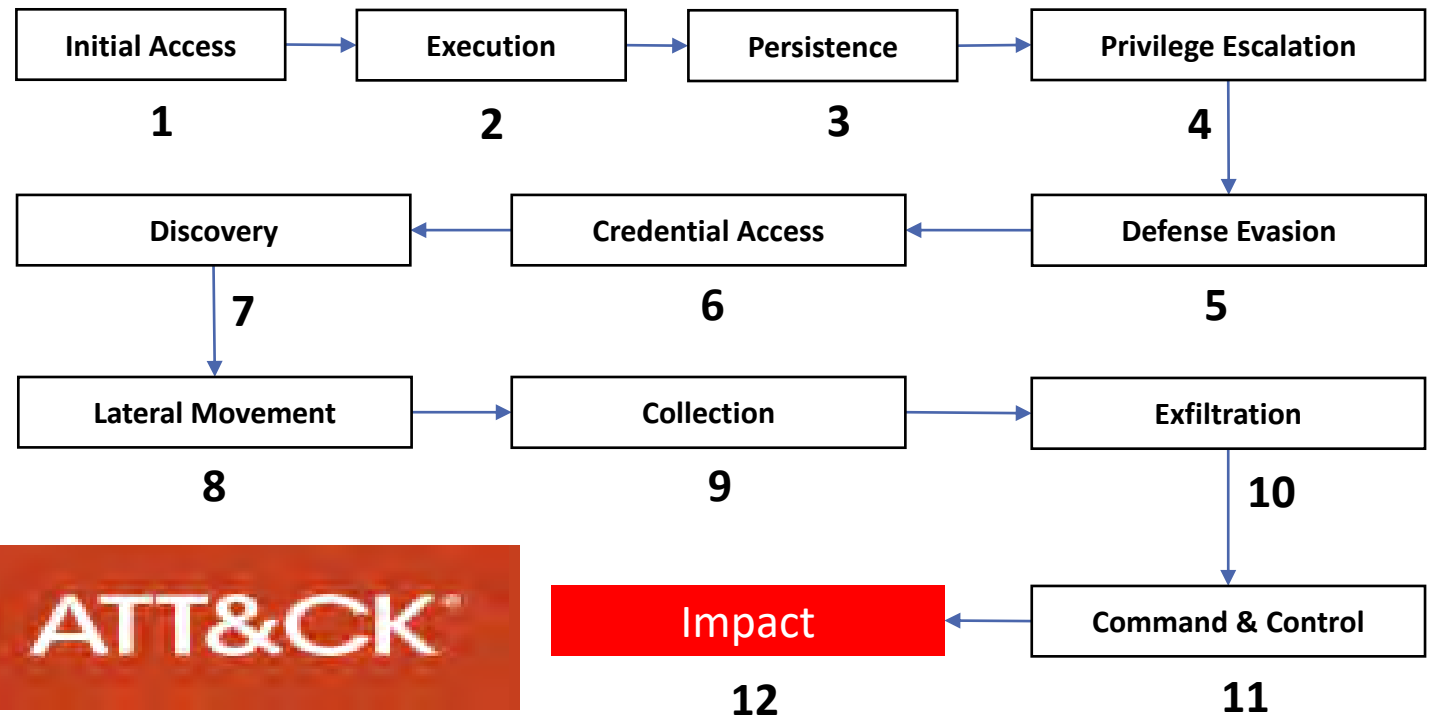 Initial Access
Execution
Persistence
Privilege Escalation
1
2
3
4
Discovery
Credential Access
Defense Evasion
7
6
5
Lateral Movement
Collection
Exfiltration
8
9
10
ATT&CK®
Impact
Command & Control
12
11